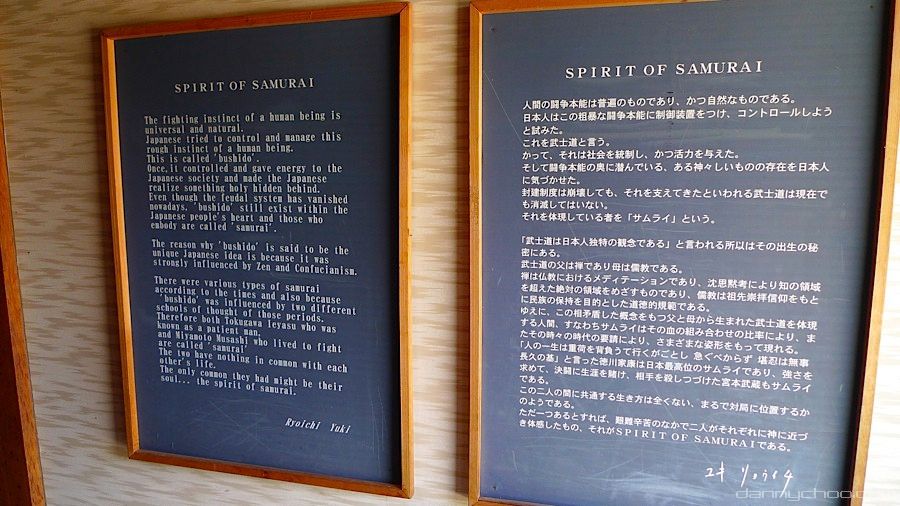 SPIRIT OF SAMURAI
The fighting instinct of a human being is
universal and natural.
Japanese tried to control and manage this
rough instinct of a human being.
This is called 'bushido'.
Once, it controlled and gave energy to the
Japanese society and made the Japanese
realize something holy hidden behind.
Even though the feudal system has vanished
nowadays, 'bushido' still exist within the
Japanese people's heart and those who
embody are called 'samurai'.
The reason why 'bushido' is said to be the
unique Japanese idea is because it was
strongly influenced by Zen and Confucianism.
There were various types of samurai
according to the times and also because
'bushido' was influenced by two different
schools of thought of those periods.
Therefore both Tokugawa Ieyasu who was
known as a patient man,
and Miyamoto Musashi who lived to fight
are called 'samurai'
The two have nothing in common with each
other's life.
The only common they had might be their
soul... the spirit of samurai.
Ryoichi Yuki
SPIRIT OF SAMURAI
人間の闘争本能は普遍のものであり、かつ自然なものである。
日本人はこの粗暴な闘争本能に制御装置をつけ、コントロールしよう
と試みた。
これを武士道と言う。
かって、それは社会を統制し、かつ活力を与えた。
そして闘争本能の奥に潜んでいる、ある神々しいものの存在を日本人
に気づかせた。
封建制度は崩壊しても、それを支えてきたといわれる武士道は現在で
も消滅してはいない。
それを体現している者を「サムライ」という。
「武士道は日本人独特の観念である」と言われる所以はその出生の秘
密にある。
武士道の父は禅であり母は儒教である。
禅は仏教におけるメディテーションであり、沈思黙考により知の領域
を超えた絶対の領域をめざすものであり、儒教は祖先崇拝信仰をもと
に民族の保持を目的とした道徳的規範である。
ゆえに、この相矛盾した概念をもつ父と母から生まれた武士道を体現
する人間、すなわちサムライはその血の組み合わせの比率により、ま
たその時々の時代の要請により、さまざまな姿形をもって現れる。
「人の一生は重荷を背負うて行くがごとし 急ぐべからず 堪忍は無事
長久の基」と言った徳川家康は日本最高位のサムライであり、強さを
求めて、決闘に生涯を賭け、相手を殺しつづけた宮本武蔵もサムライ
である。
この二人の間に共通する生き方は全くない、まるで対局に位置するか
のようである。
ただ一つあるとすれば、艱難辛苦のなかで二人がそれぞれに神に近づ
き体感したもの、それがSPIRIT OF SAMURAIである。
ユキ リョウイチ
dannychoo.co